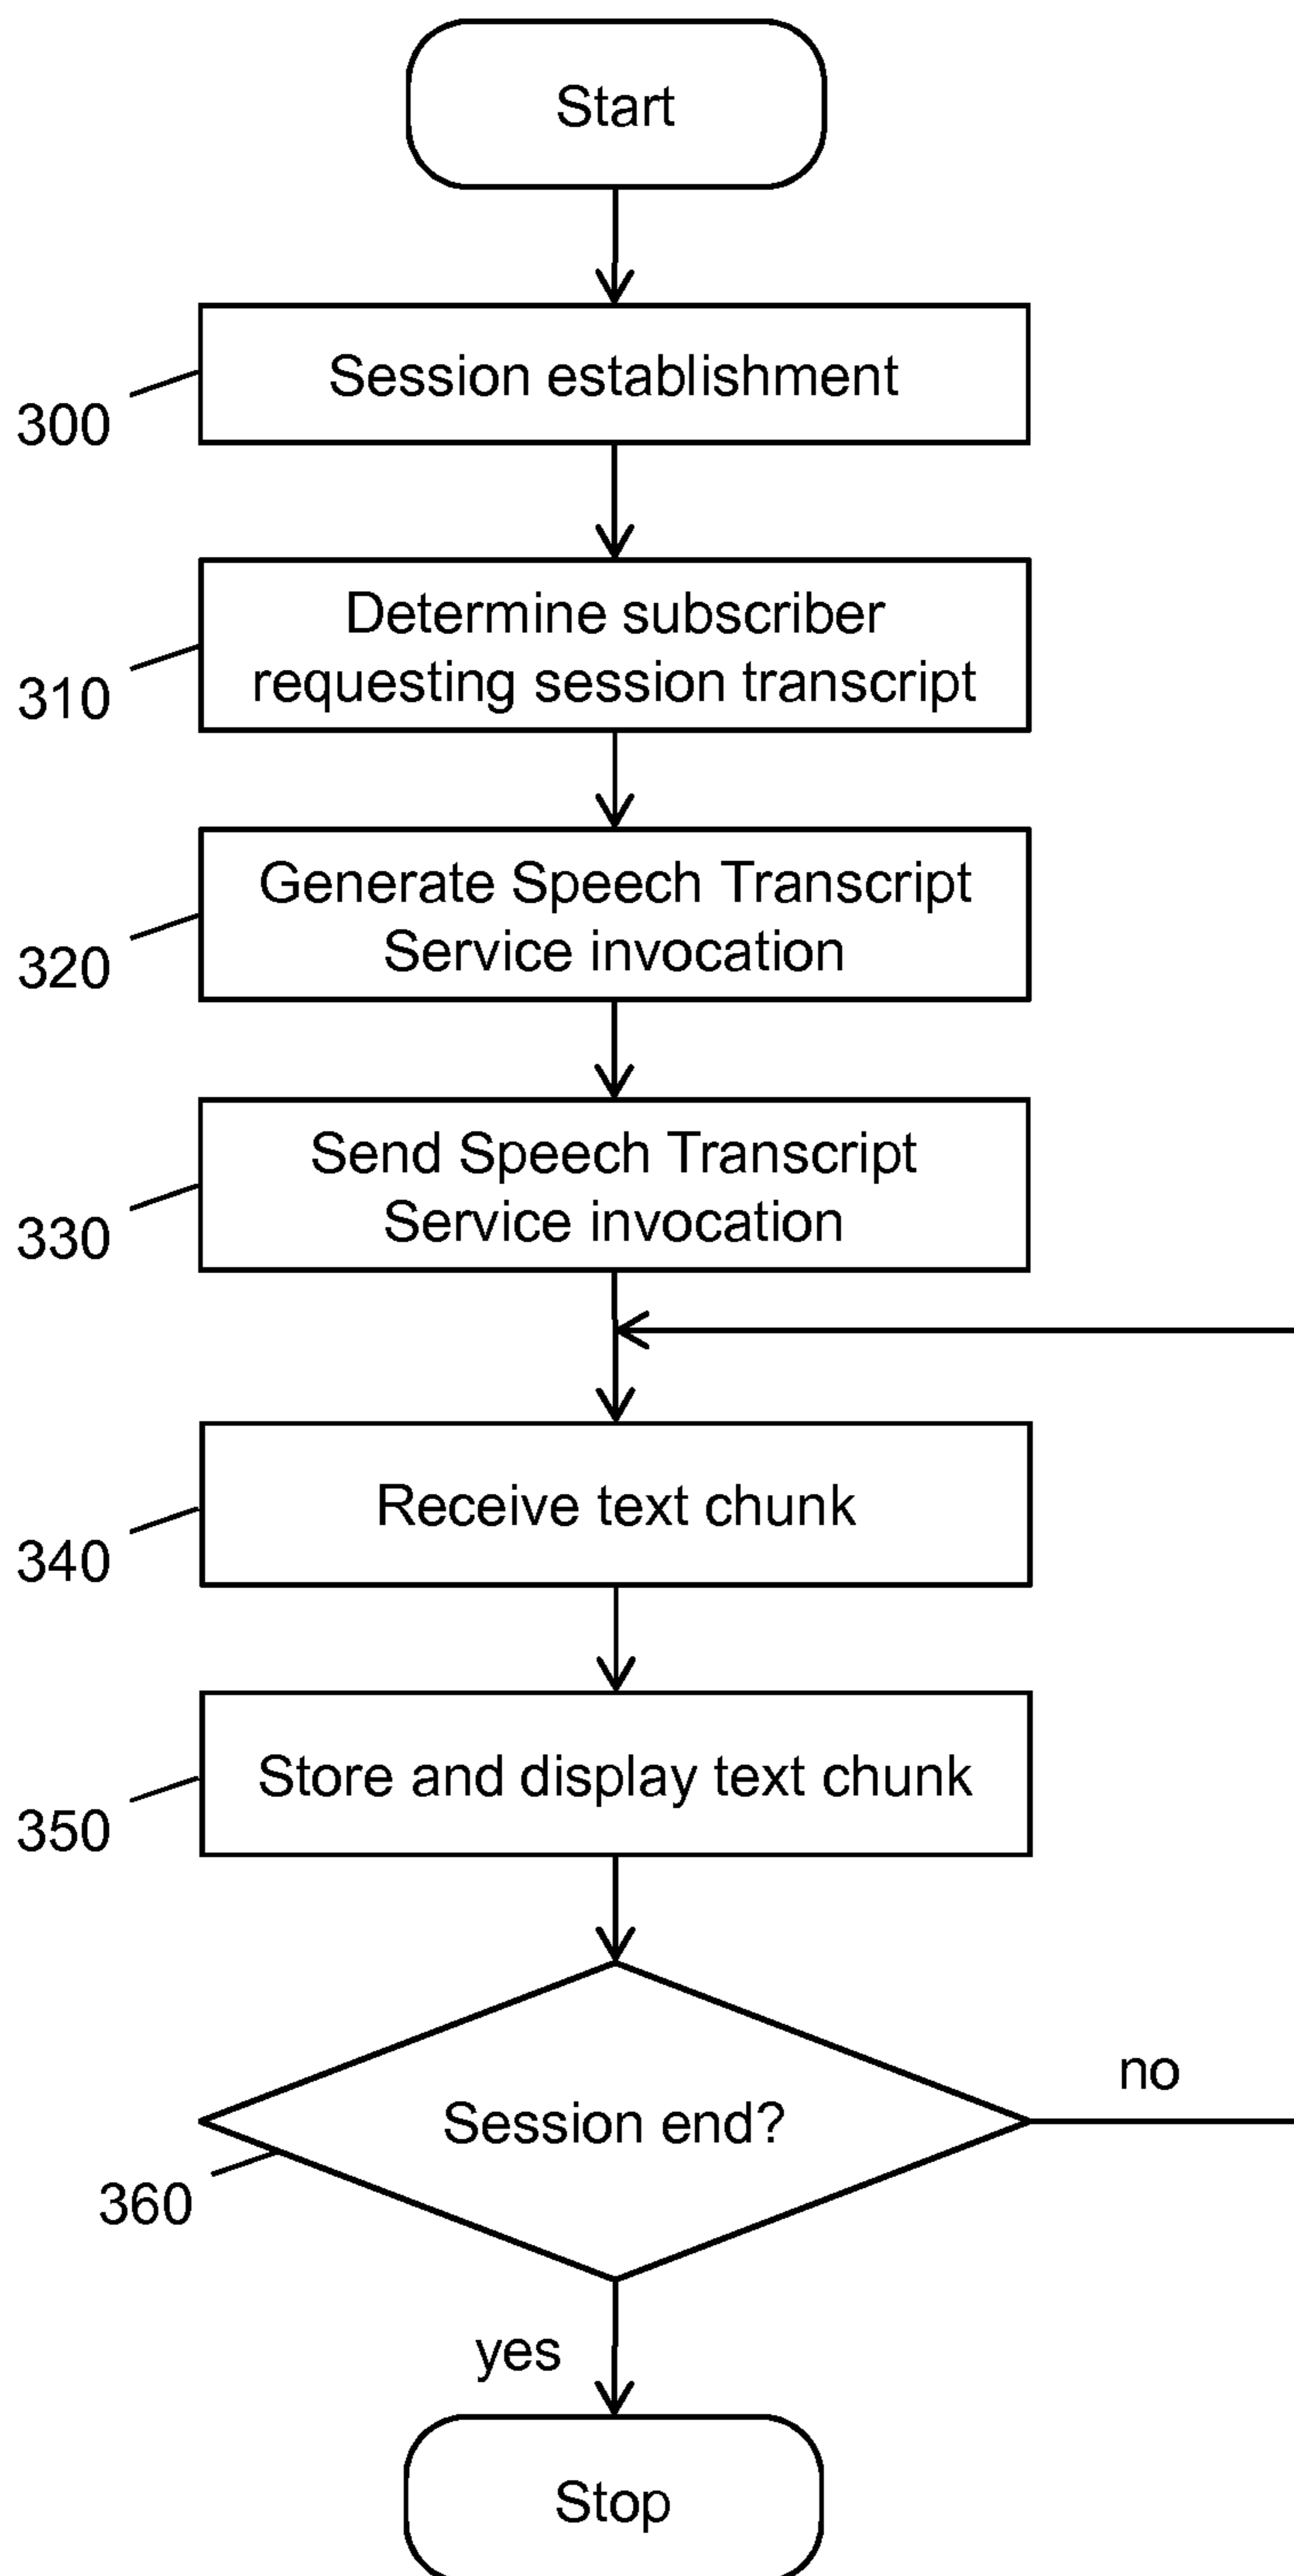 Start
Session establishment
300
Determine subscriber
requesting session transcript
310
Generate Speech Transcript
Service invocation
320
Send Speech Transcript
Service invocation
330
Receive text chunk
340
Store and display text chunk
350
Session end?
no
360
yes
Stop